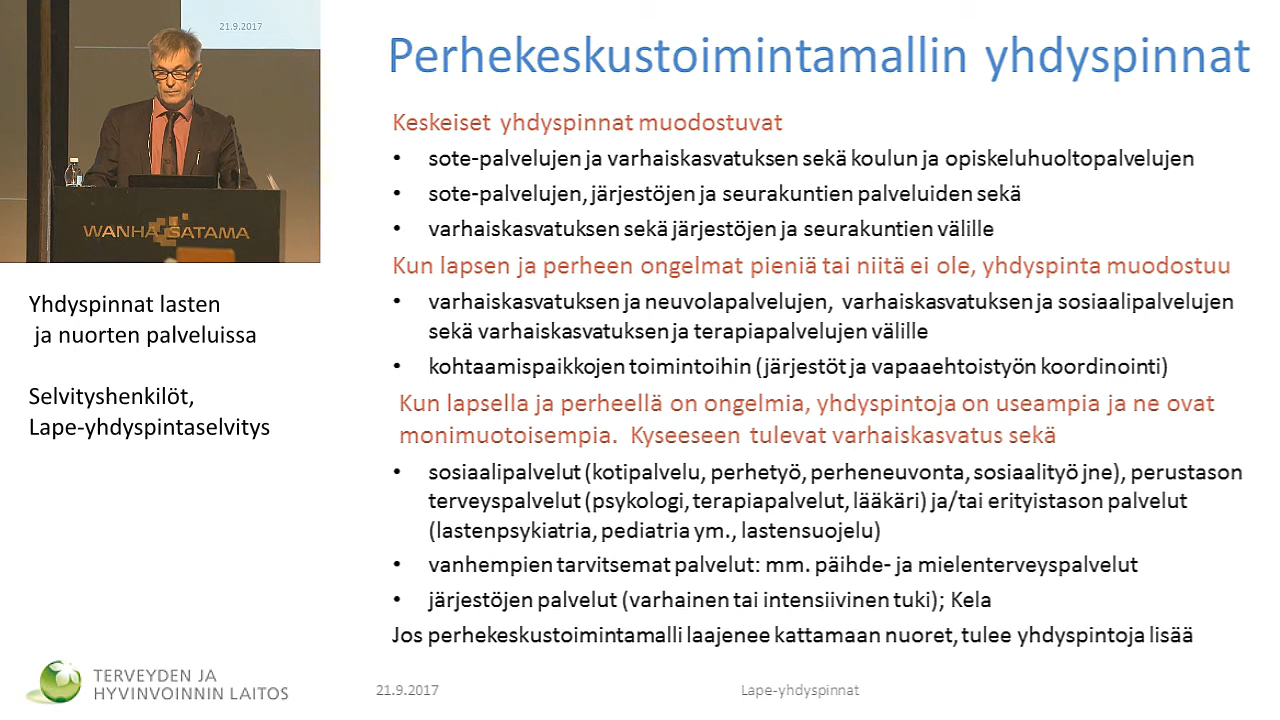 21.9.2017
WANHA SATAMA
Yhdyspinnat lasten
ja nuorten palveluissa
Selvityshenkilöt,
Lape-yhdyspintaselvitys
TERVEYDEN JA
HYVINVOINNIN LAITOS
Perhekeskustoimintamallin yhdyspinnat
Keskeiset yhdyspinnat muodostuvat
• sote-palvelujen ja varhaiskasvatuksen sekä koulun ja opiskeluhuoltopalvelujen
• sote-palvelujen, järjestöjen ja seurakuntien palveluiden sekä
• varhaiskasvatuksen sekä järjestöjen ja seurakuntien välille
Kun lapsen ja perheen ongelmat pieniä tai niitä ei ole, yhdyspinta muodostuu
• varhaiskasvatuksen ja neuvolapalvelujen, varhaiskasvatuksen ja sosiaalipalvelujen
sekä varhaiskasvatuksen ja terapiapalvelujen välille
• kohtaamispaikkojen toimintoihin (järjestöt ja vapaaehtoistyön koordinointi)
Kun lapsella ja perheellä on ongelmia, yhdyspintoja on useampia ja ne ovat
monimuotoisempia. Kyseeseen tulevat varhaiskasvatus sekä
• sosiaalipalvelut (kotipalvelu, perhetyö, perheneuvonta, sosiaalityö jne), perustason
terveyspalvelut (psykologi, terapiapalvelut, lääkäri) ja/tai erityistason palvelut
(lastenpsykiatria, pediatria ym., lastensuojelu)
• vanhempien tarvitsemat palvelut: mm. päihde- ja mielenterveyspalvelut
• järjestöjen palvelut (varhainen tai intensiivinen tuki); Kela
Jos perhekeskustoimintamalli laajenee kattamaan nuoret, tulee yhdyspintoja lisää
21.9.2017
Lape-yhdyspinnat